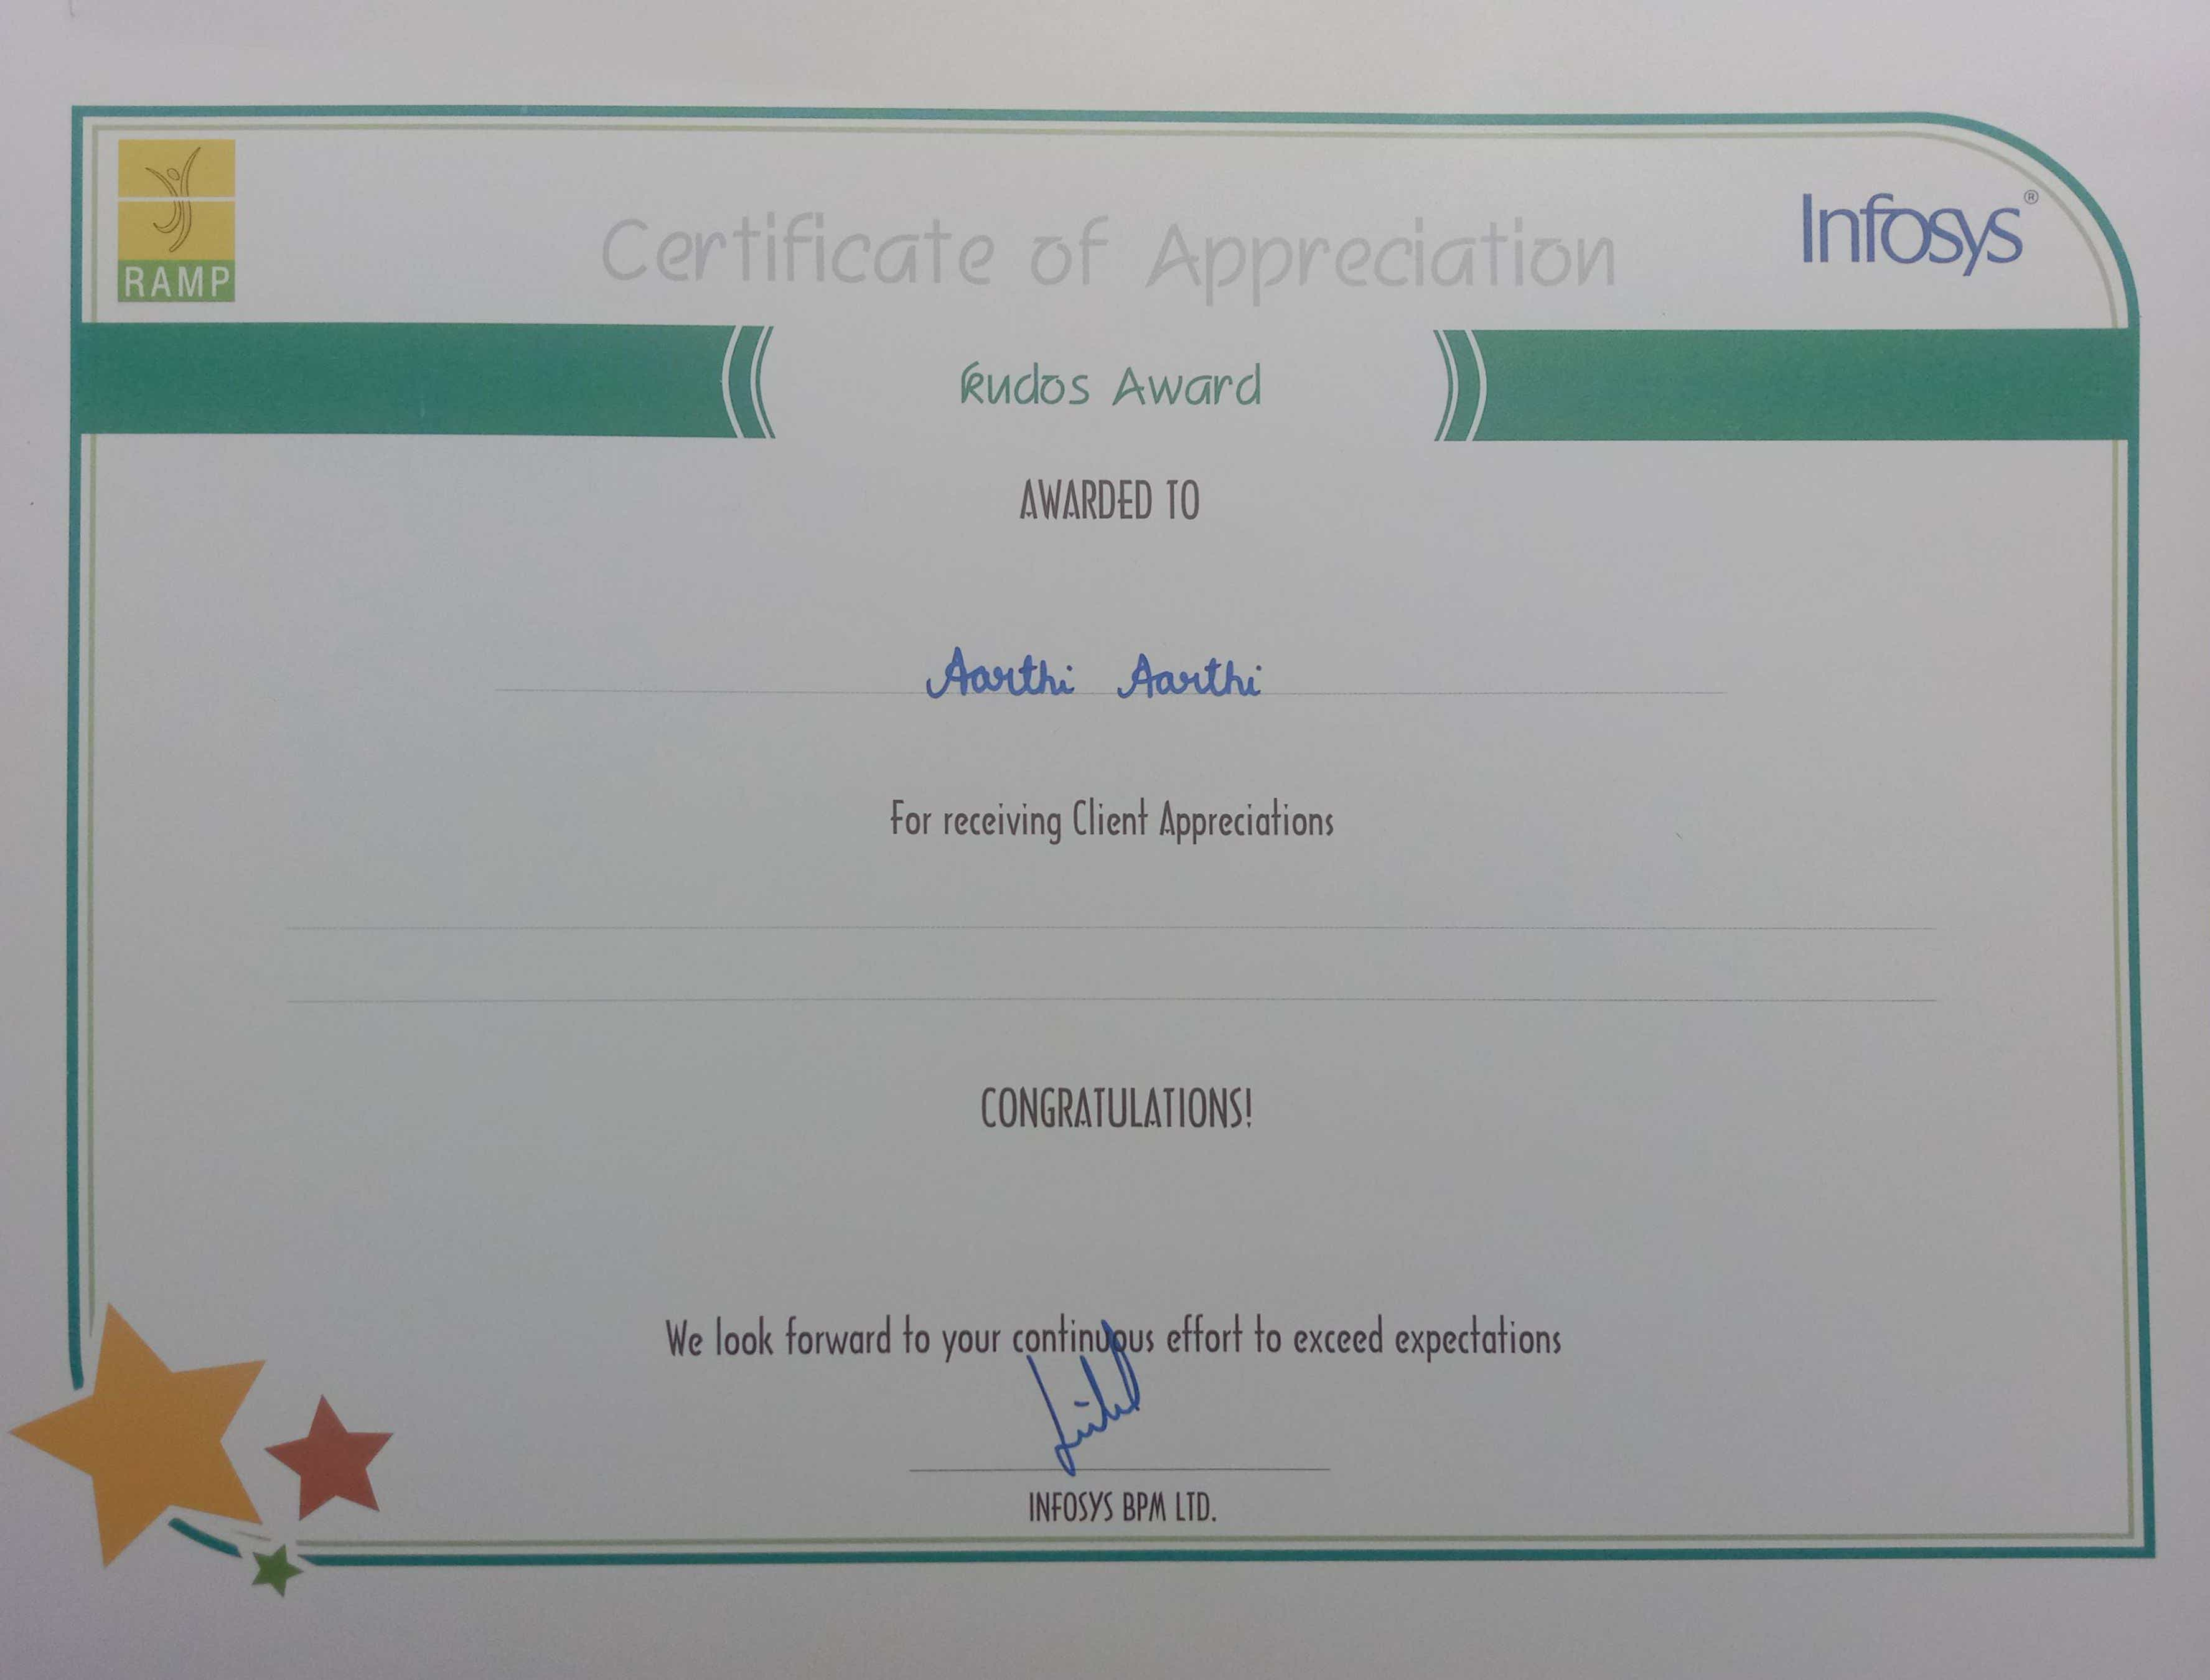 RAMP
Infosys®
Certificate of Appreciation
Kudos Award
AWARDED TO
Aarthi Aarthi
For receiving Client Appreciations
CONGRATULATIONS!
We look forward to your continuous effort to exceed expectations
INFOSYS BPM LTD.